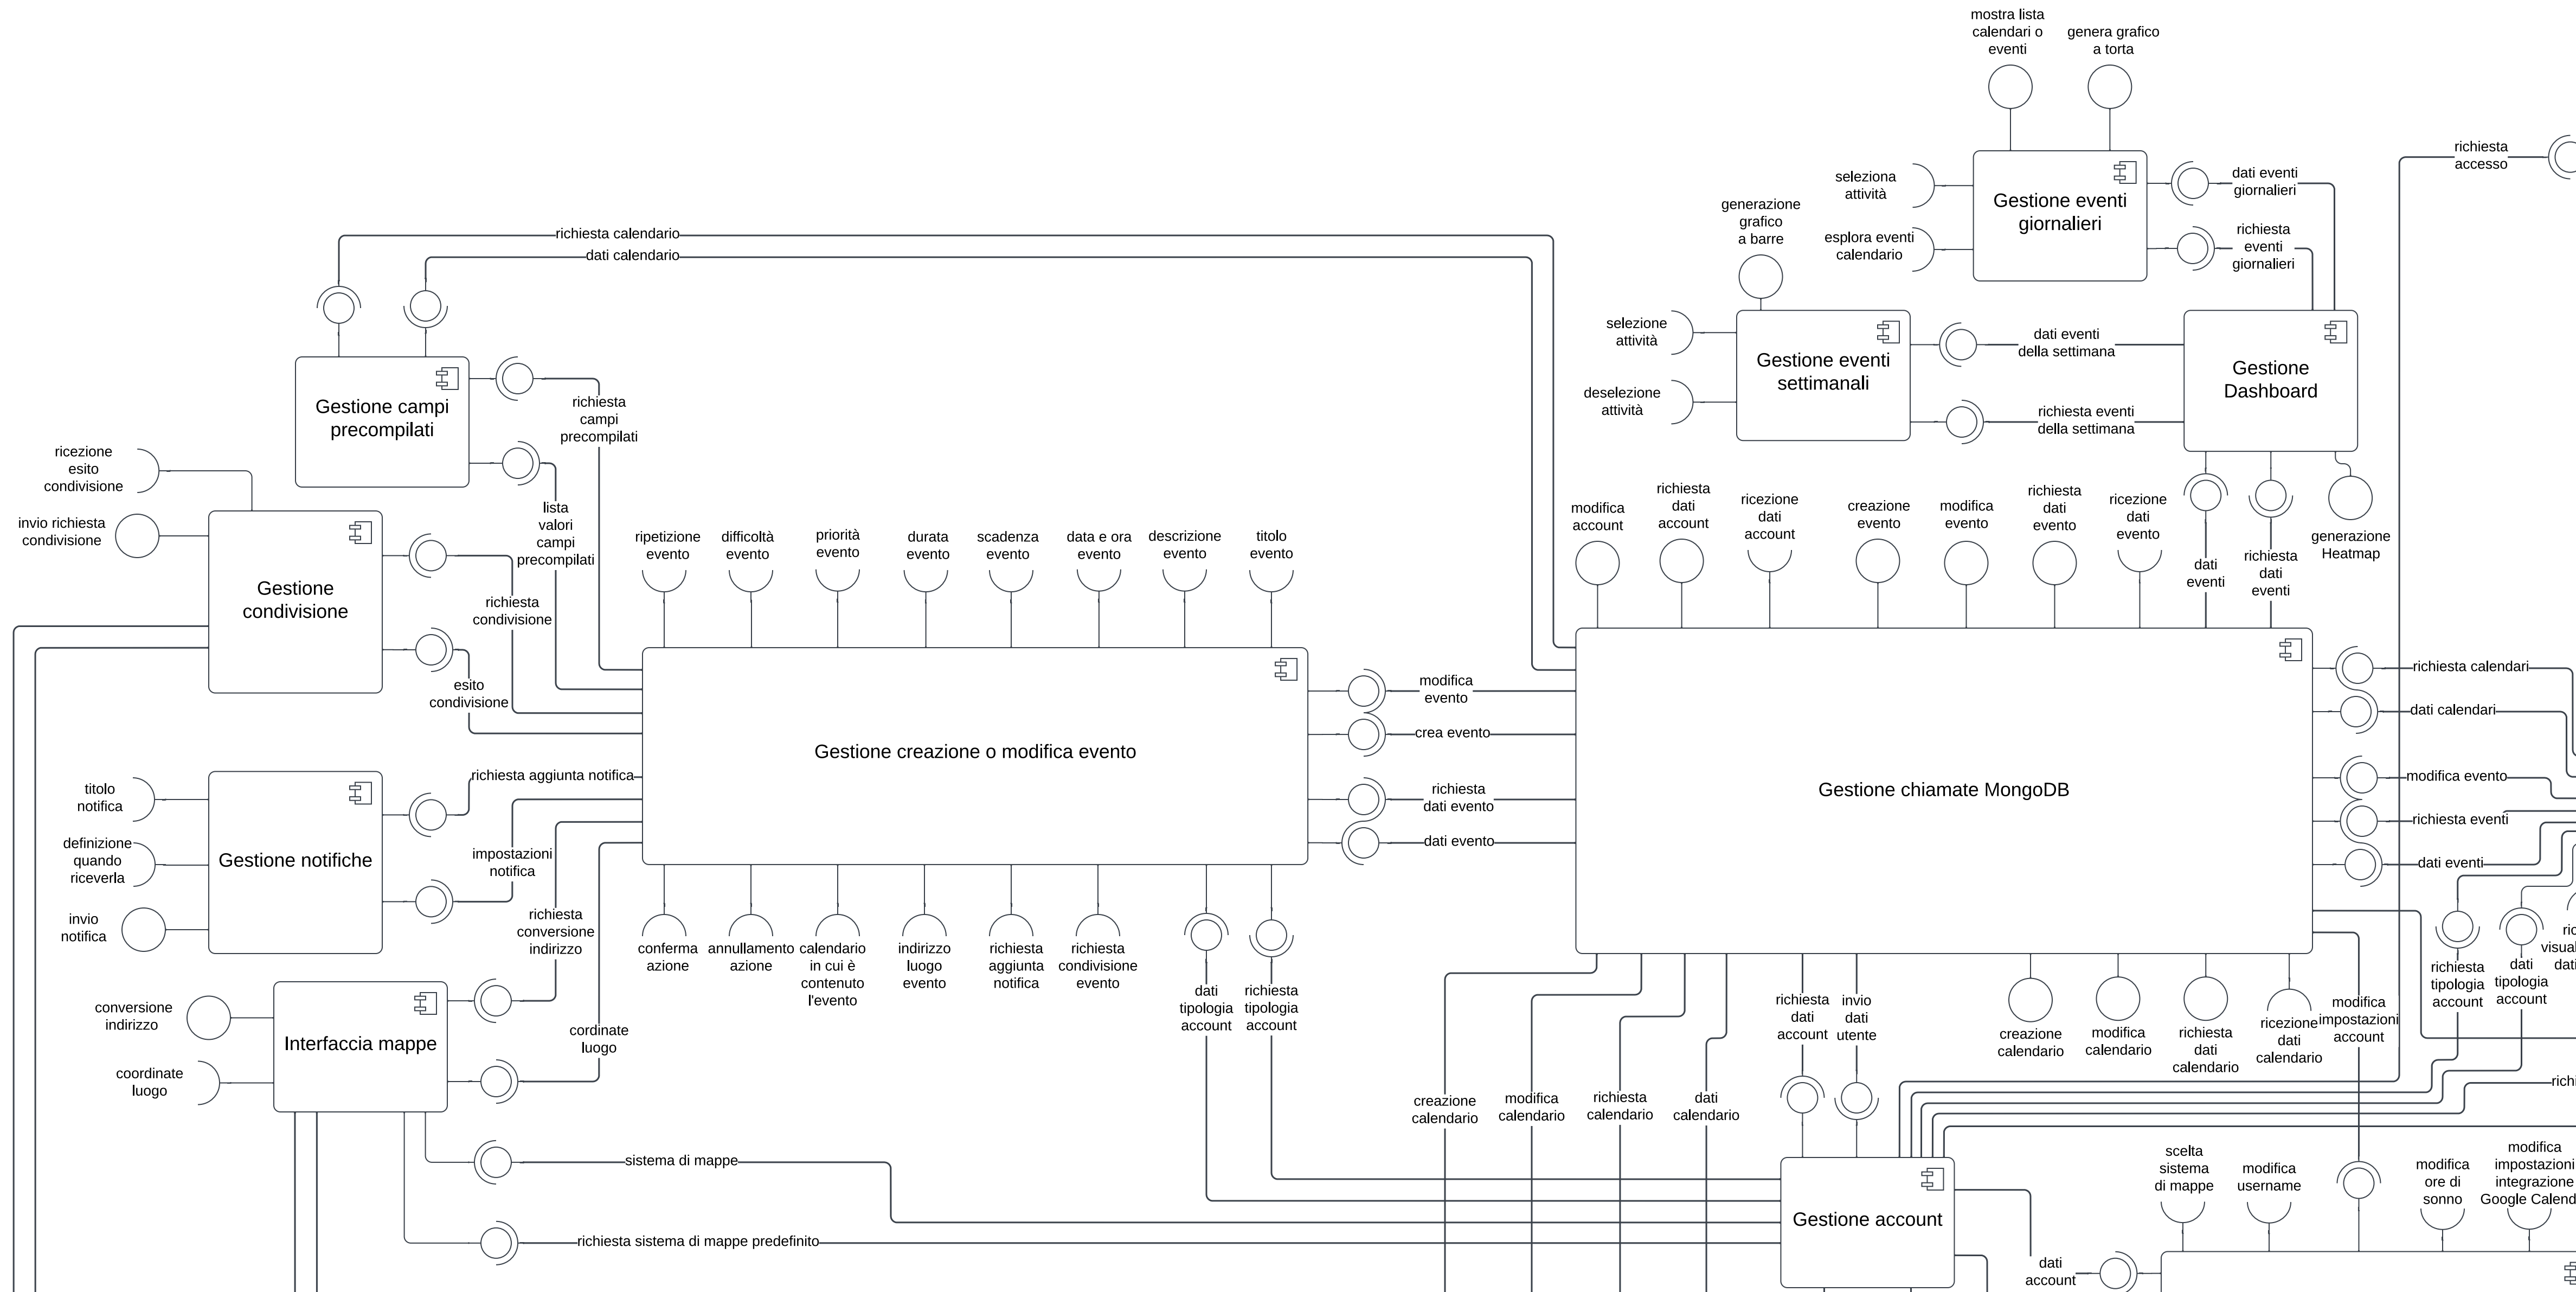 mostra lista
calendari o
eventi
genera grafico
a torta
richiesta
accesso
seleziona
attività
esplora eventi
calendario
Gestione eventi
giornalieri
dati eventi
giornalieri
richiesta
eventi
giornalieri
generazione
grafico
a barre
richiesta calendario
dati calendario
selezione
attività
deselezione
attività
Gestione eventi
settimanali
dati eventi
della settimana
richiesta eventi
della settimana
Gestione
Dashboard
Gestione campi
precompilati
richiesta
campi
precompilati
lista
valori
campi
precompilati
ricezione
esito
condivisione
invio richiesta
condivisione
Gestione
condivisione
richiesta
condivisione
esito
condivisione
ripetizione
evento
difficoltà
evento
priorità
evento
durata
evento
scadenza
evento
data e ora
evento
descrizione
evento
titolo
evento
modifica
account
richiesta
dati
account
ricezione
dati
account
creazione
evento
modifica
evento
richiesta
dati
evento
ricezione
dati
evento
dati
eventi
richiesta
dati
eventi
generazione
Heatmap
Gestione creazione o modifica evento
modifica
evento
crea evento
richiesta
dati evento
dati evento
Gestione chiamate MongoDB
richiesta calendari
dati calendari
modifica evento
richiesta eventi
dati eventi
titolo
notifica
definizione
quando
riceverla
invio
notifica
Gestione notifiche
richiesta aggiunta notifica
impostazioni
notifica
richiesta
conversione
indirizzo
cordinate
luogo
conversione
indirizzo
coordinate
luogo
Interfaccia mappe
conferma
azione
annullamento
azione
calendario
in cui è
contenuto
l'evento
indirizzo
luogo
evento
richiesta
aggiunta
notifica
richiesta
condivisione
evento
dati
tipologia
account
richiesta
tipologia
account
sistema di mappe
richiesta sistema di mappe predefinito
creazione
calendario
modifica
calendario
richiesta
calendario
dati
calendario
richiesta
dati
account
invio
dati
utente
creazione
calendario
modifica
calendario
richiesta
dati
calendario
ricezione
dati
calendario
modifica
impostazioni
account
richiesta
tipologia
account
dati
tipologia
account
Gestione account
dati
account
scelta
sistema
di mappe
modifica
username
modifica
ore di
sonno
modifica
impostazioni
integrazione